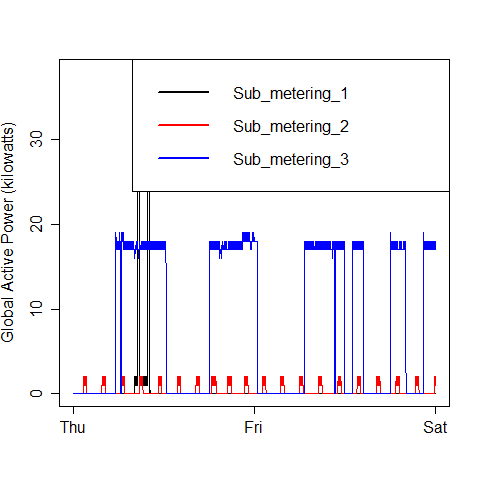 Sub_metering_1
Sub_metering_2
Sub_metering_3
Global Active Power (kilowatts)
30
20
10
0
Thu Fri Sat